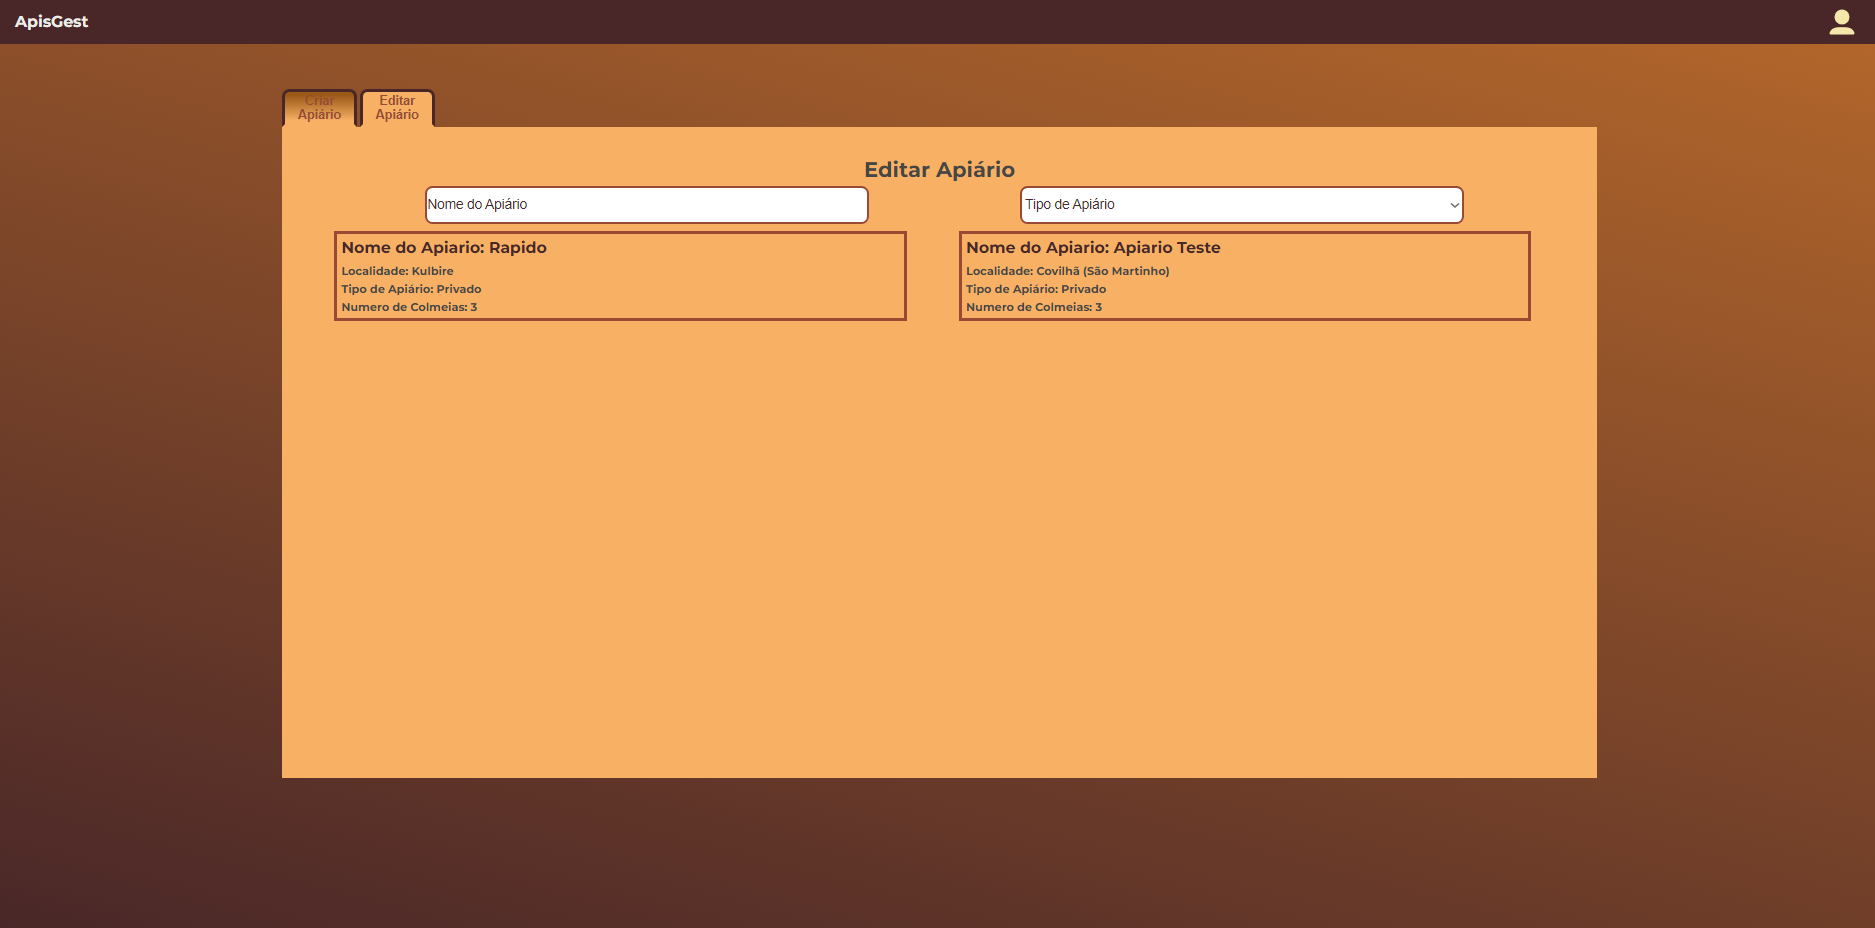 ApisGest
Criar
Apiário
Editar
Apiário
Editar Apiário
Nome do Apiário
Tipo de Apiário
Nome do Apiario: Rapido
Localidade: Kulbire
Tipo de Apiário: Privado
Numero de Colmeias: 3
Nome do Apiario: Apiario Teste
Localidade: Covilhã (São Martinho)
Tipo de Apiário: Privado
Numero de Colmeias: 3